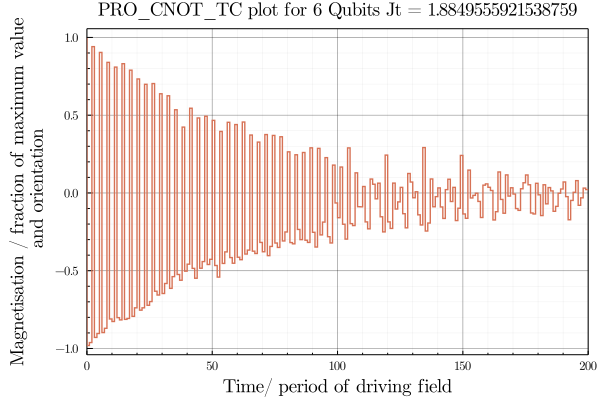 PRO_CNOT_TC plot for 6 Qubits Jt = 1.8849555921538759
Magnetisation / fraction of maximum value
and orientation
1.0
0.5
0.0
−0.5
−1.0
0 50 100 150 200
Time/ period of driving field